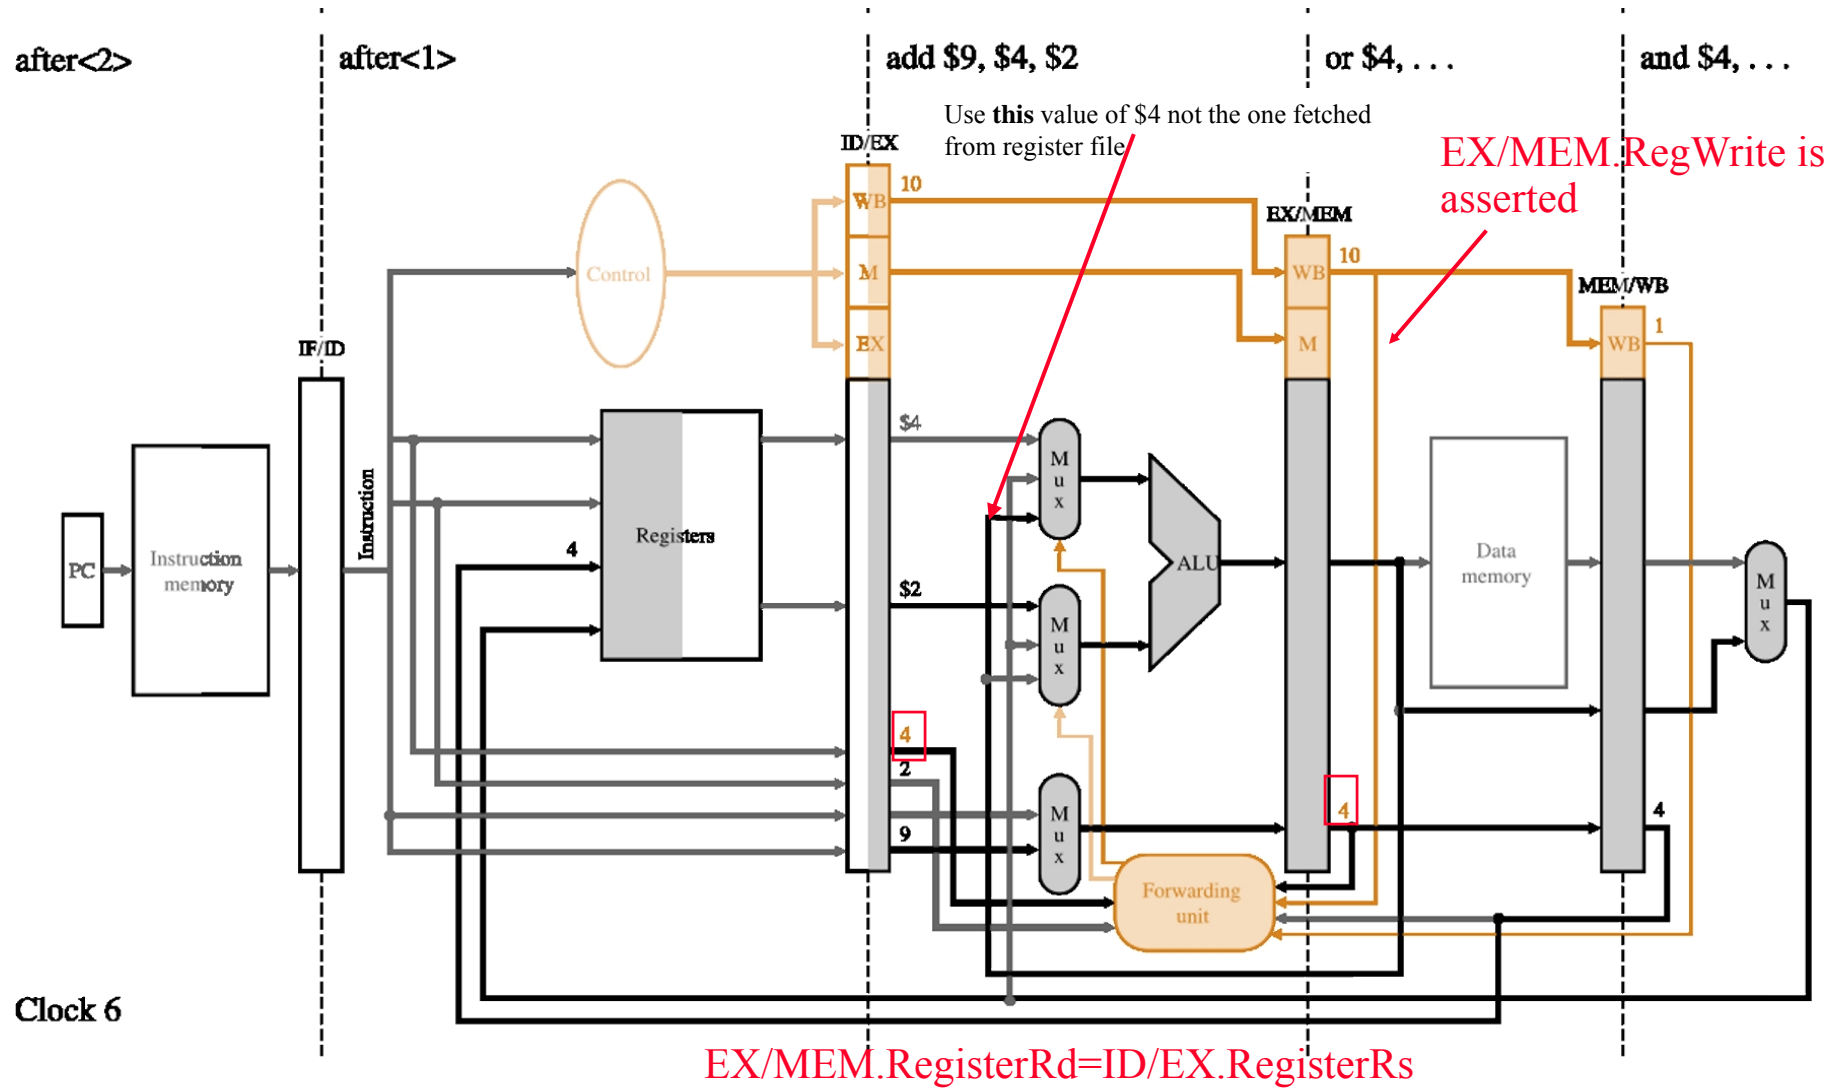 after<2>
after<1>
add $9, $4, $2
or $4, . . .
and $4, . . .
Use this value of $4 not the one fetched
from register file
EX/MEM.RegWrite is
asserted
ID/EX
WB
10
EX/MEM
Control
M
WB
10
MEM/WB
EX
M
WB
1
IF/ID
$4
M
u
x
Instruction
Registers
4
PC
Instruction
memory
ALU
Data
memory
$2
M
u
x
M
u
x
4
2
9
M
u
x
4
4
Forwarding
unit
Clock 6
EX/MEM.RegisterRd=ID/EX.RegisterRs